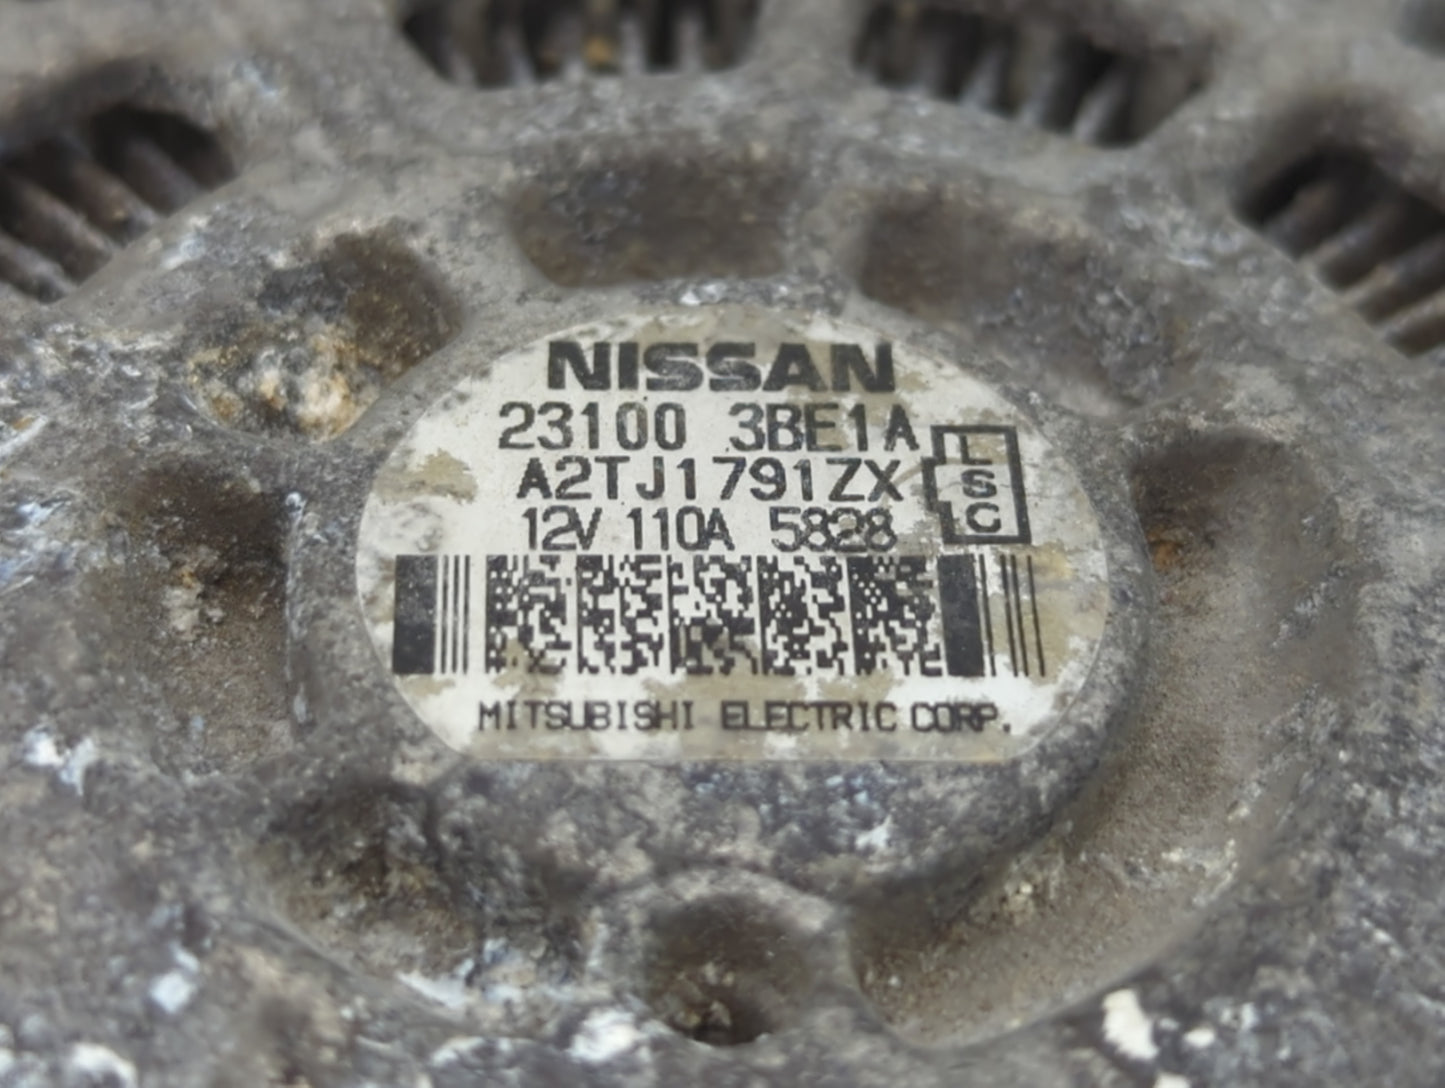 NISSAN
23100 3BE1A
A2TJ1791ZX
12V 110A 5828
L
S
C
MITSUBISHI ELECTRIC CORP.